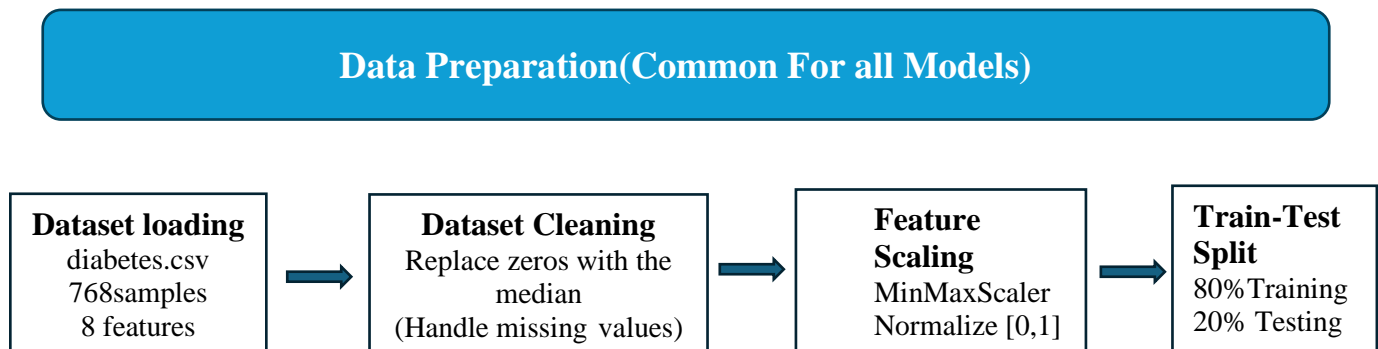 Data Preparation(Common For all Models)
Dataset loading
diabetes.csv
768samples
8 features
Dataset Cleaning
Replace zeros with the
median
(Handle missing values)
Feature
Scaling
MinMaxScaler
Normalize [0,1]
Train-Test
Split
80%Training
20% Testing